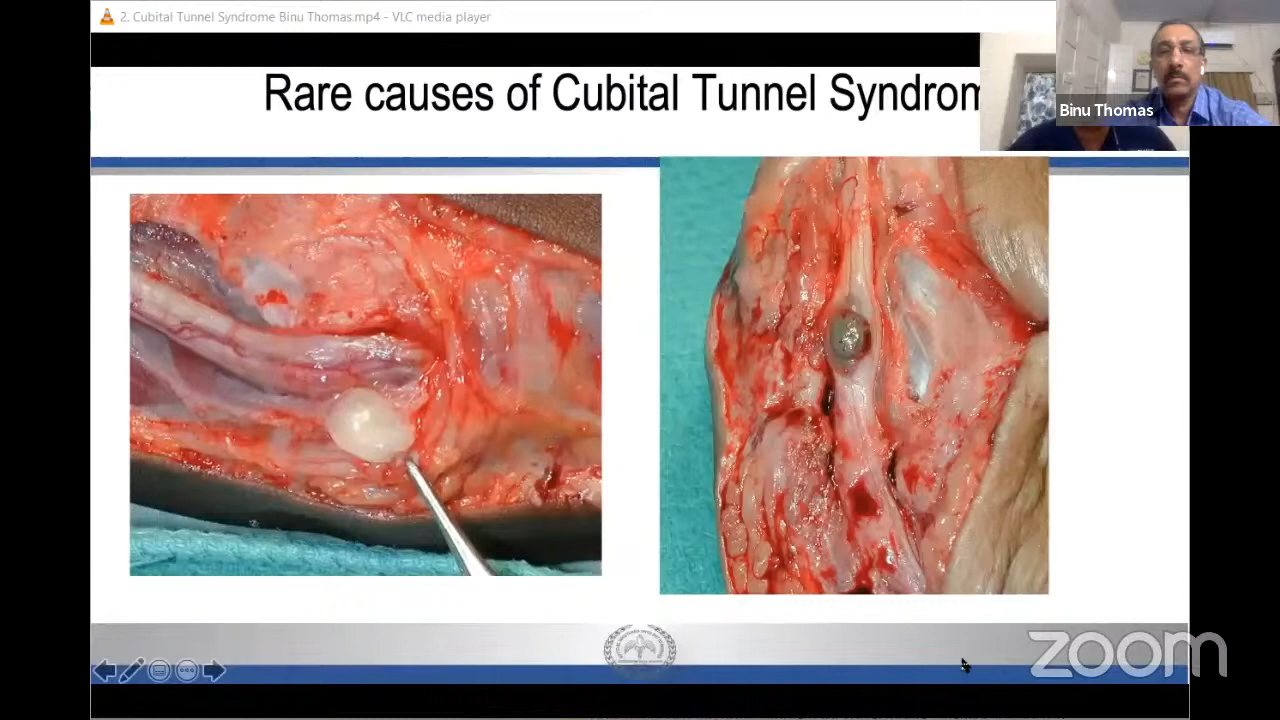 2. Cubital Tunnel Syndrome Binu Thomas.mp4 - VLC media player
Rare causes of Cubital Tunnel Syndrom
Binu Thomas
zoom